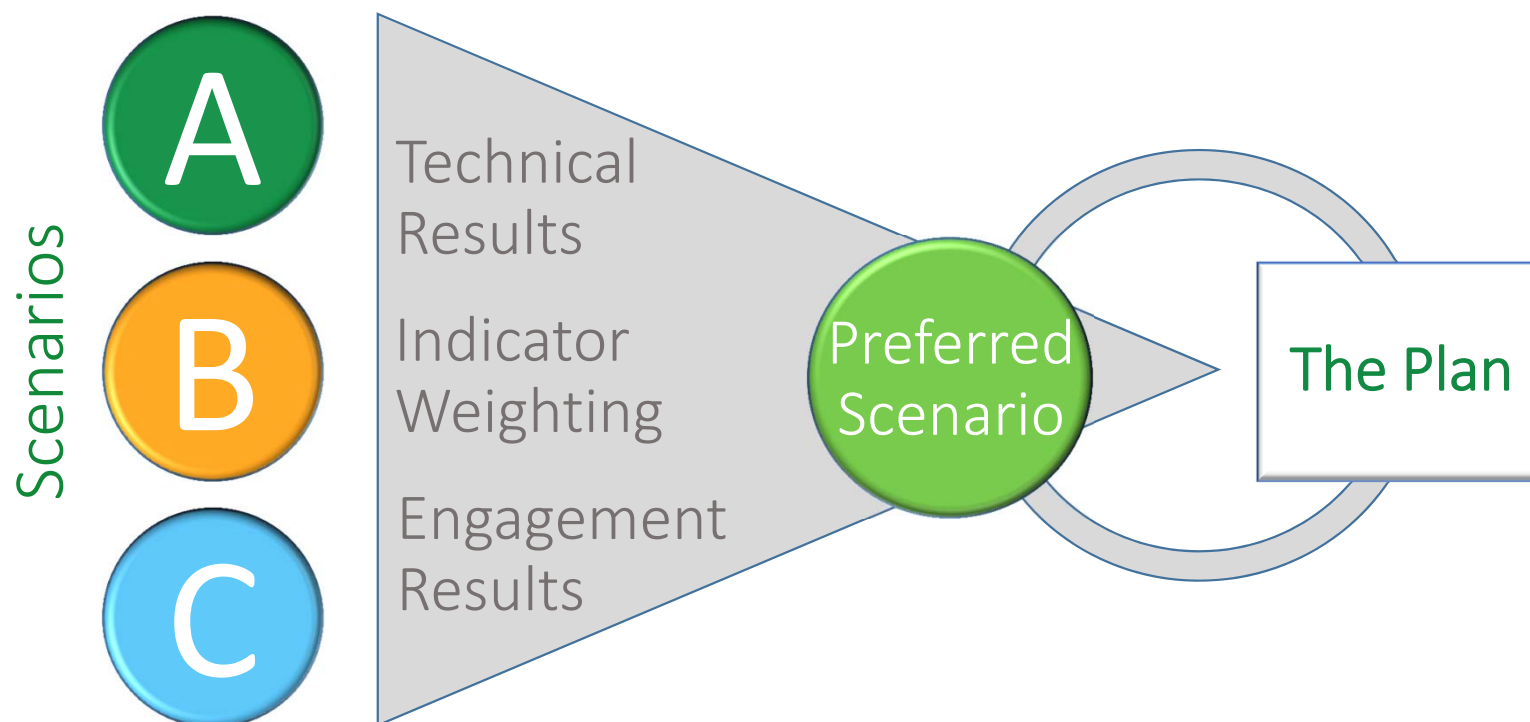 Scenarios
A
B
C
Technical
Results
Indicator
Weighting
Engagement
Results
Preferred
Scenario
The Plan